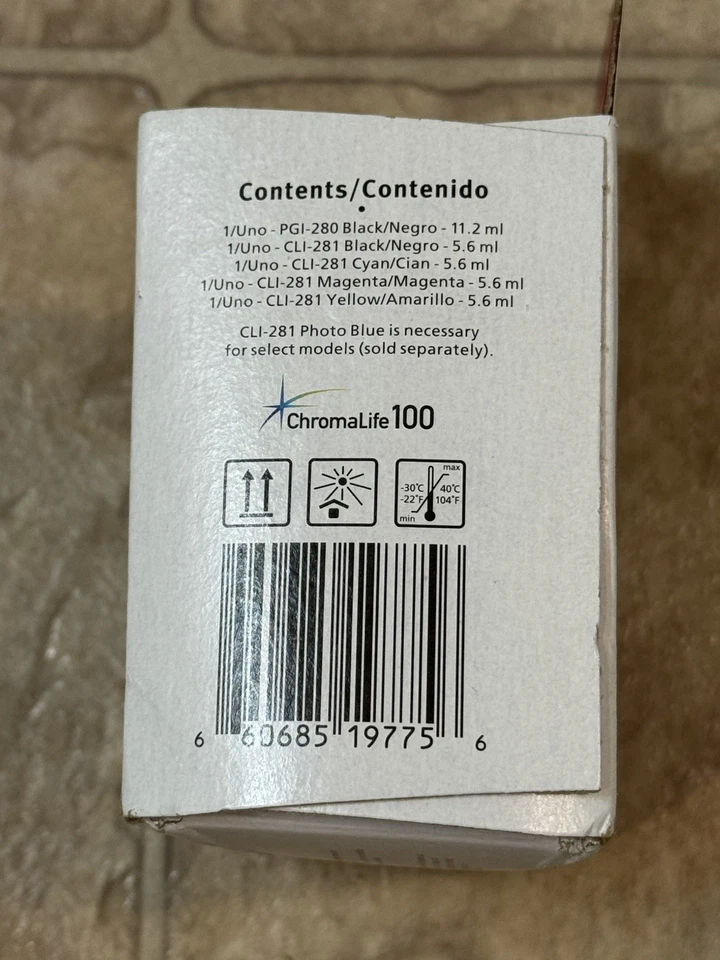 Contents/Contenido
1/Uno - PGI-280 Black/Negro - 11.2 ml
1/Uno - CLI-281 Black/Negro - 5.6 ml
1/Uno - CLI-281 Cyan/Cian - 5.6 ml
1/Uno - CLI-281 Magenta/Magenta - 5.6 ml
1/Uno - CLI-281 Yellow/Amarillo - 5.6 ml
CLI-281 Photo Blue is necessary
for select models (sold separately).
ChromaLife100
max
-30°C 40°C
-22°F 104°F
min
6 60685 19775 6